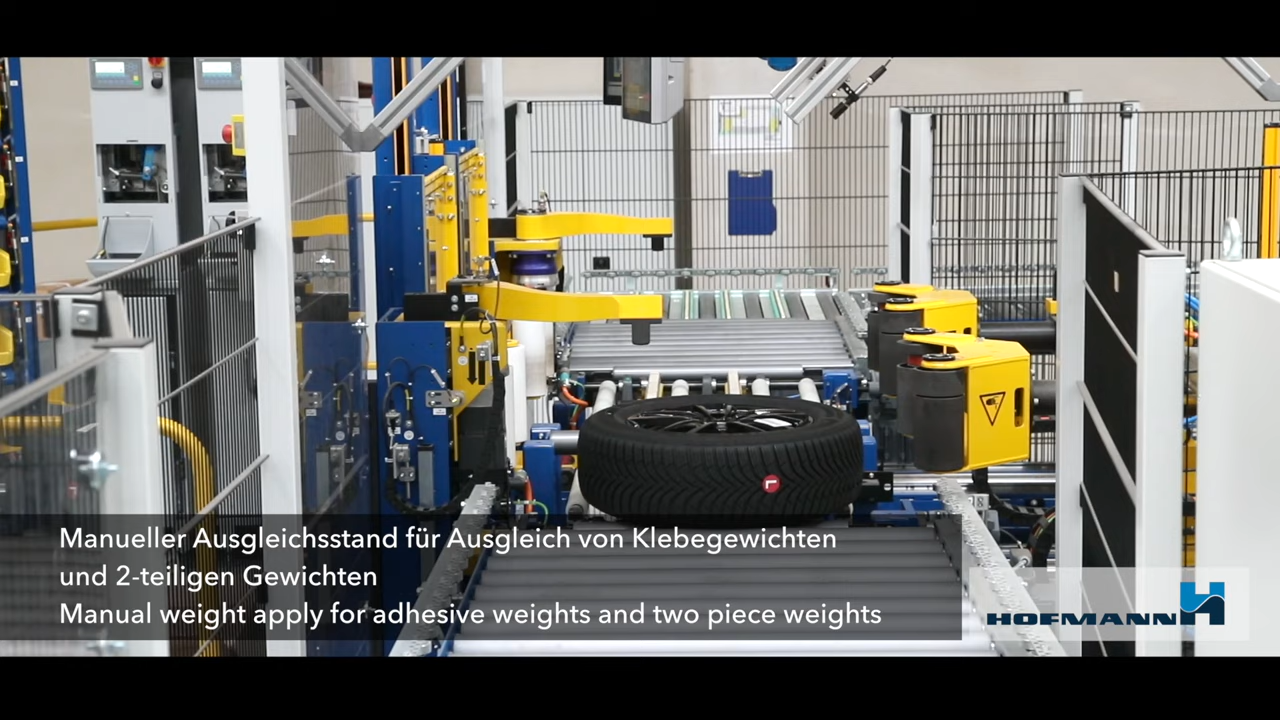 Manueller Ausgleichsstand für Ausgleich von Klebegewichten
und 2-teiligen Gewichten
Manual weight apply for adhesive weights and two piece weights
HOFMANN
L